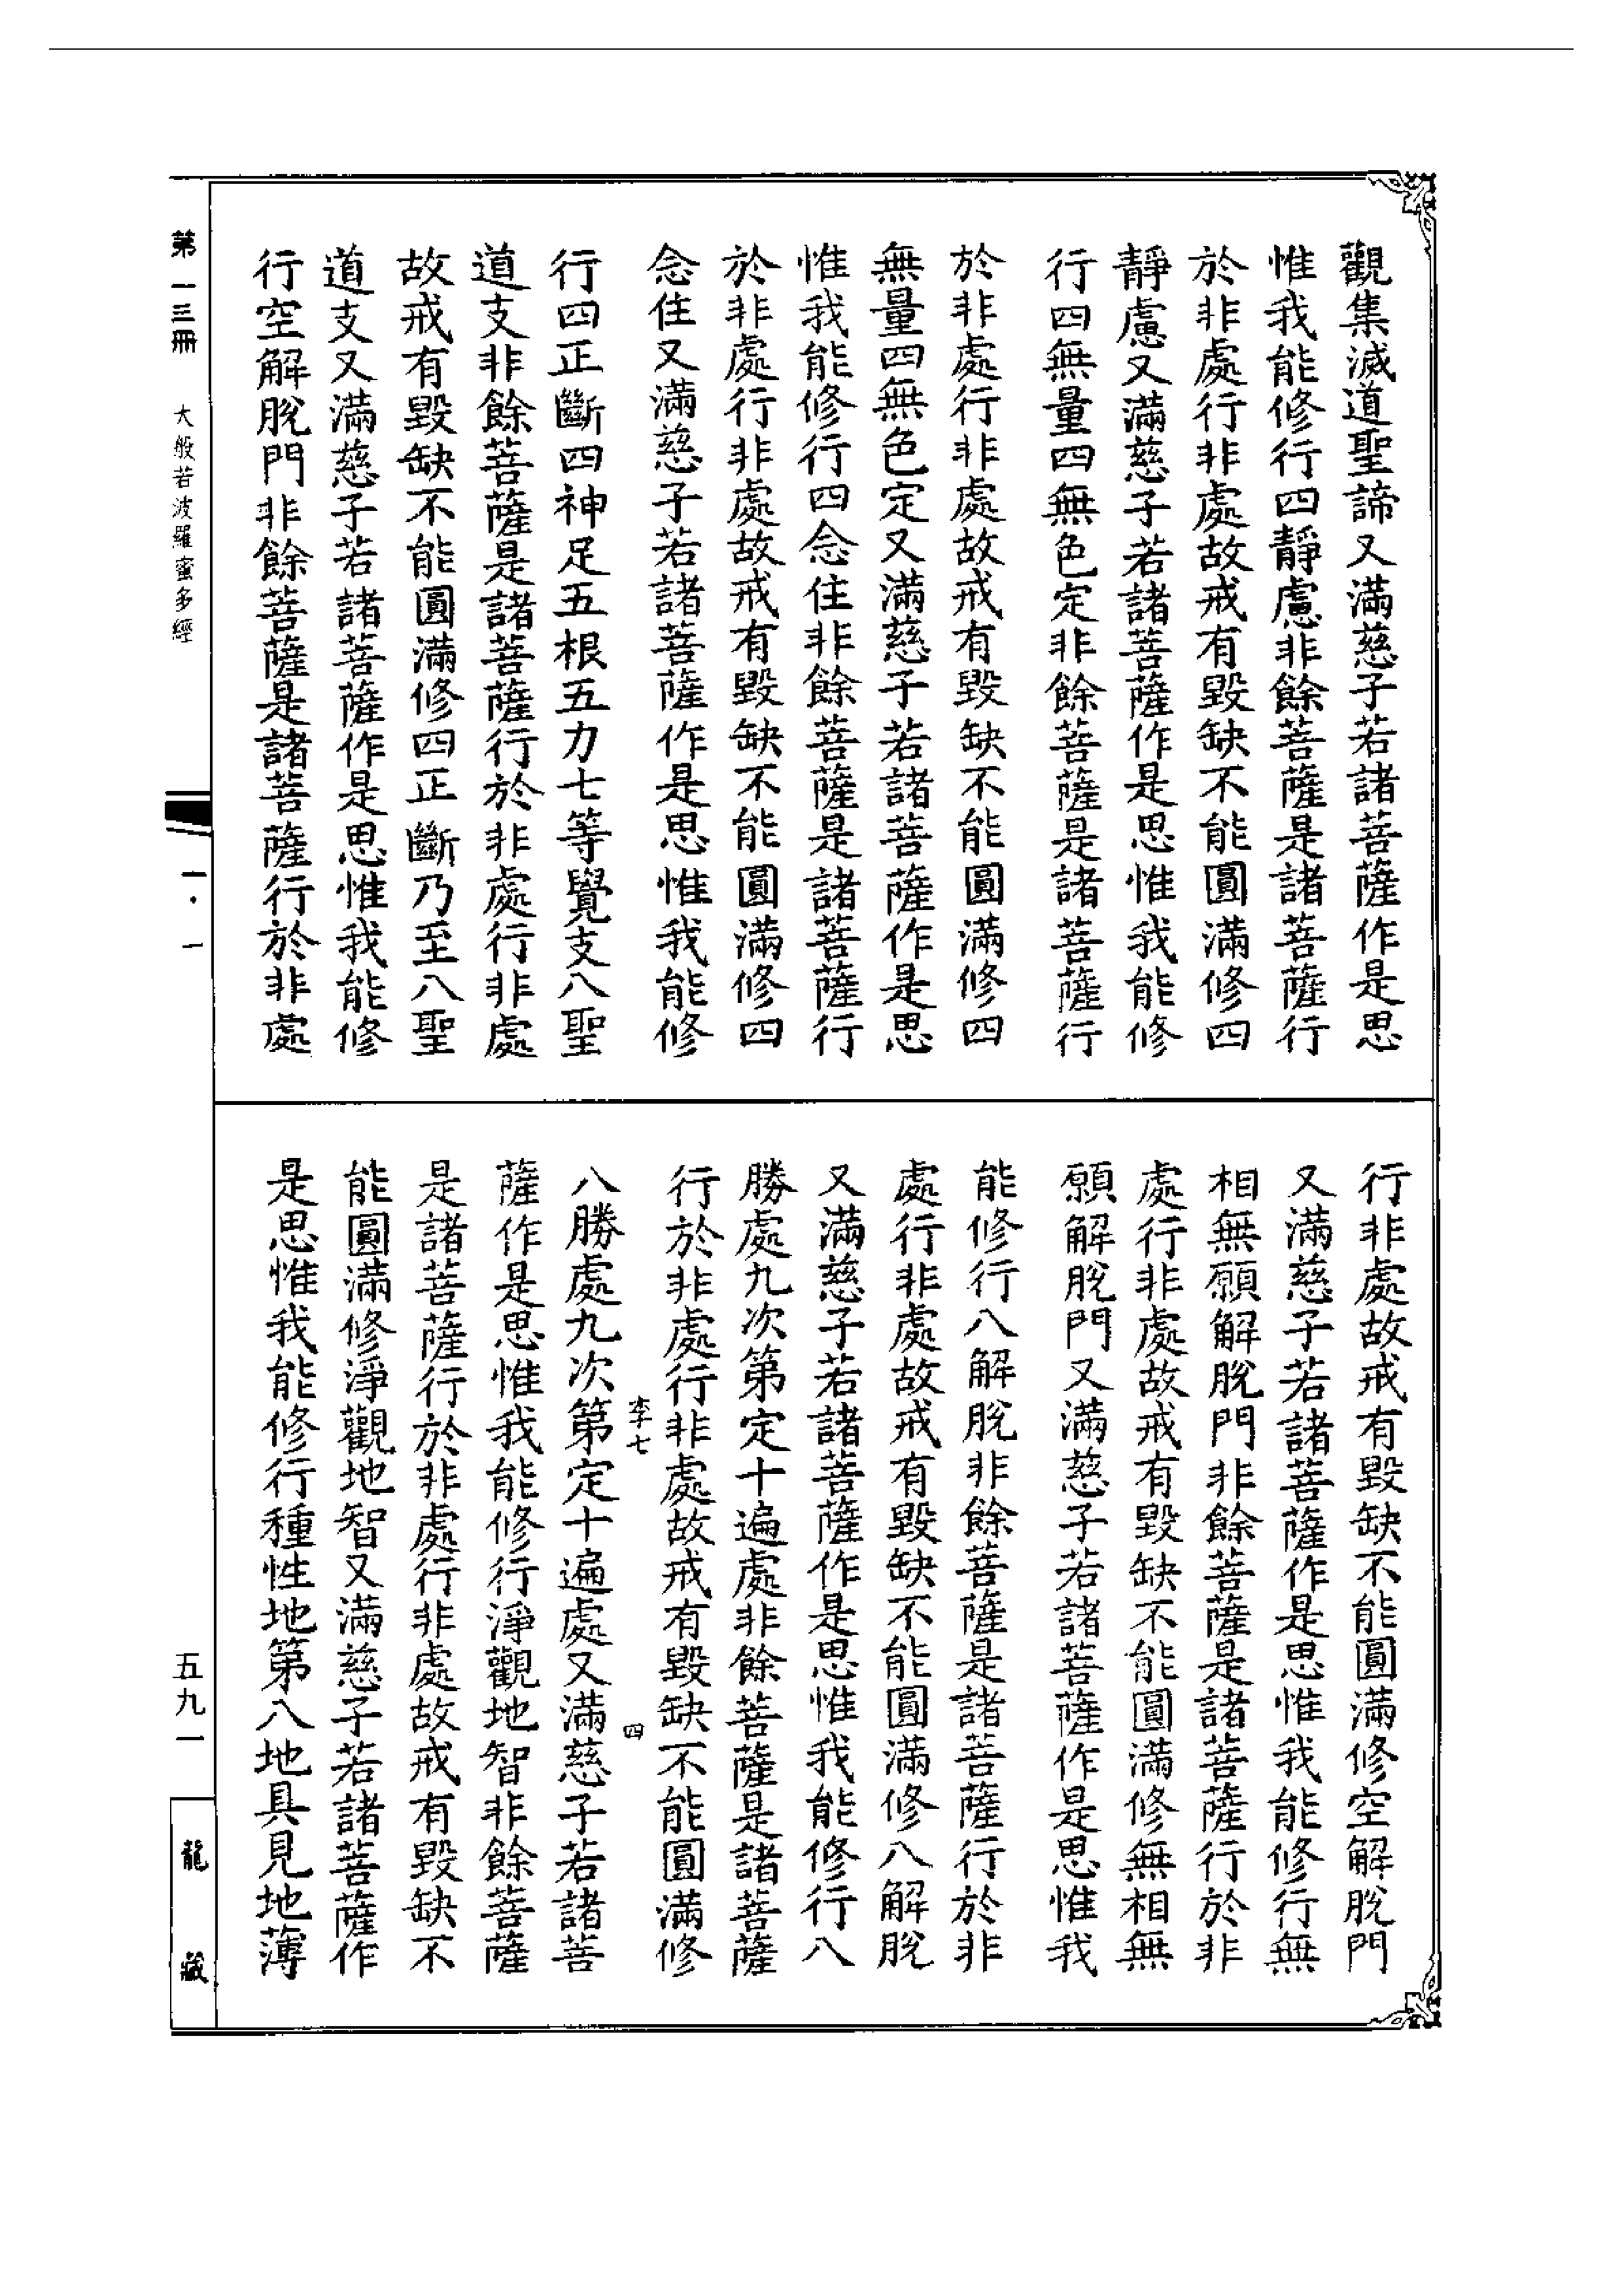 觀集滅道聖諦又滿慈子若諸菩薩作是思
惟我能修行四靜慮非餘菩薩是諸菩薩行
於非處行非處故戒有毀缺不能圓滿修四
靜慮又滿慈子若諸菩薩作是思惟我能修
行四無量四無色定非餘菩薩是諸菩薩行
於非處行非處故戒有毀缺不能圓滿修四
無量四無色定又滿慈子若諸菩薩作是思
惟我能修行四念住非餘菩薩是諸菩薩行
於非處行非處故戒有毀缺不能圓滿修四
念住又滿慈子若諸菩薩作是思惟我能修
行四正斷四神足五根五力七等覺支八聖
道支非餘菩薩是諸菩薩行於非處行非處
故戒有毀缺不能圓滿修四正斷乃至八聖
道支又滿慈子若諸菩薩作是思惟我能修
行空解脫門非餘菩薩是諸菩薩行於非處
行非處故戒有毀缺不能圓滿修空解脫門
又滿慈子若諸菩薩作是思惟我能修行無
相無願解脫門非餘菩薩是諸菩薩行於非
處行非處故戒有毀缺不能圓滿修無相無
願解脫門又滿慈子若諸菩薩作是思惟我
能修行八解脫非餘菩薩是諸菩薩行於非
處行非處故戒有毀缺不能圓滿修八解脫
又滿慈子若諸菩薩作是思惟我能修行八
勝處九次第定十遍處非餘菩薩是諸菩薩
行於非處行非處故戒有毀缺不能圓滿修
李七 四
八勝處九次第定十遍處又滿慈子若諸菩
薩作是思惟我能修行淨觀地智非餘菩薩
是諸菩薩行於非處行非處故戒有毀缺不
能圓滿修淨觀地智又滿慈子若諸菩薩作
是思惟我能修行種性地第八地具見地薄
第一三冊 大般若波羅蜜多經 一·一 五九一 龍藏